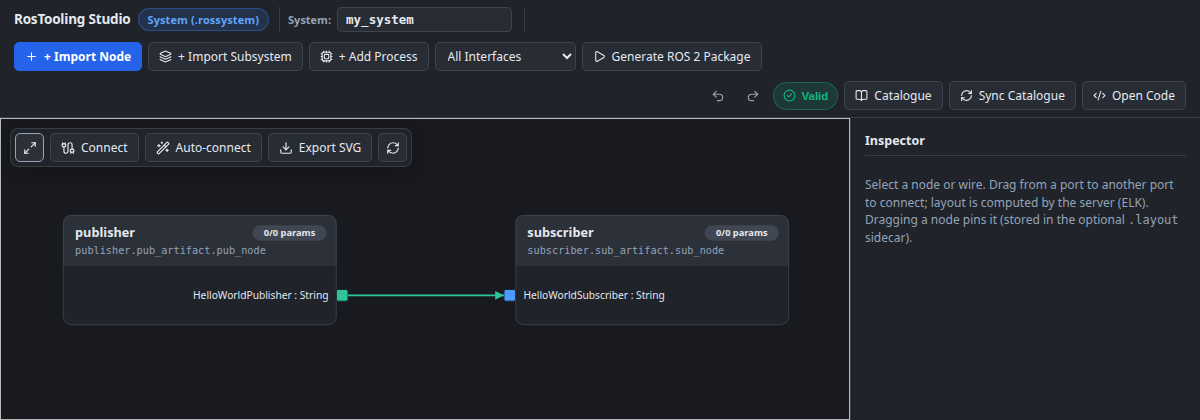 RosTooling Studio System (.rossystem) System: my_system
+ + Import Node + Import Subsystem + Add Process All Interfaces Generate ROS 2 Package
Valid Catalogue Sync Catalogue Open Code
Connect Auto-connect Export SVG
Inspector
Select a node or wire. Drag from a port to another port
to connect; layout is computed by the server (ELK).
Dragging a node pins it (stored in the optional .layout
sidecar).
publisher 0/0 params
publisher.pub_artifact.pub_node
HelloWorldPublisher : String
subscriber 0/0 params
subscriber.sub_artifact.sub_node
HelloWorldSubscriber : String